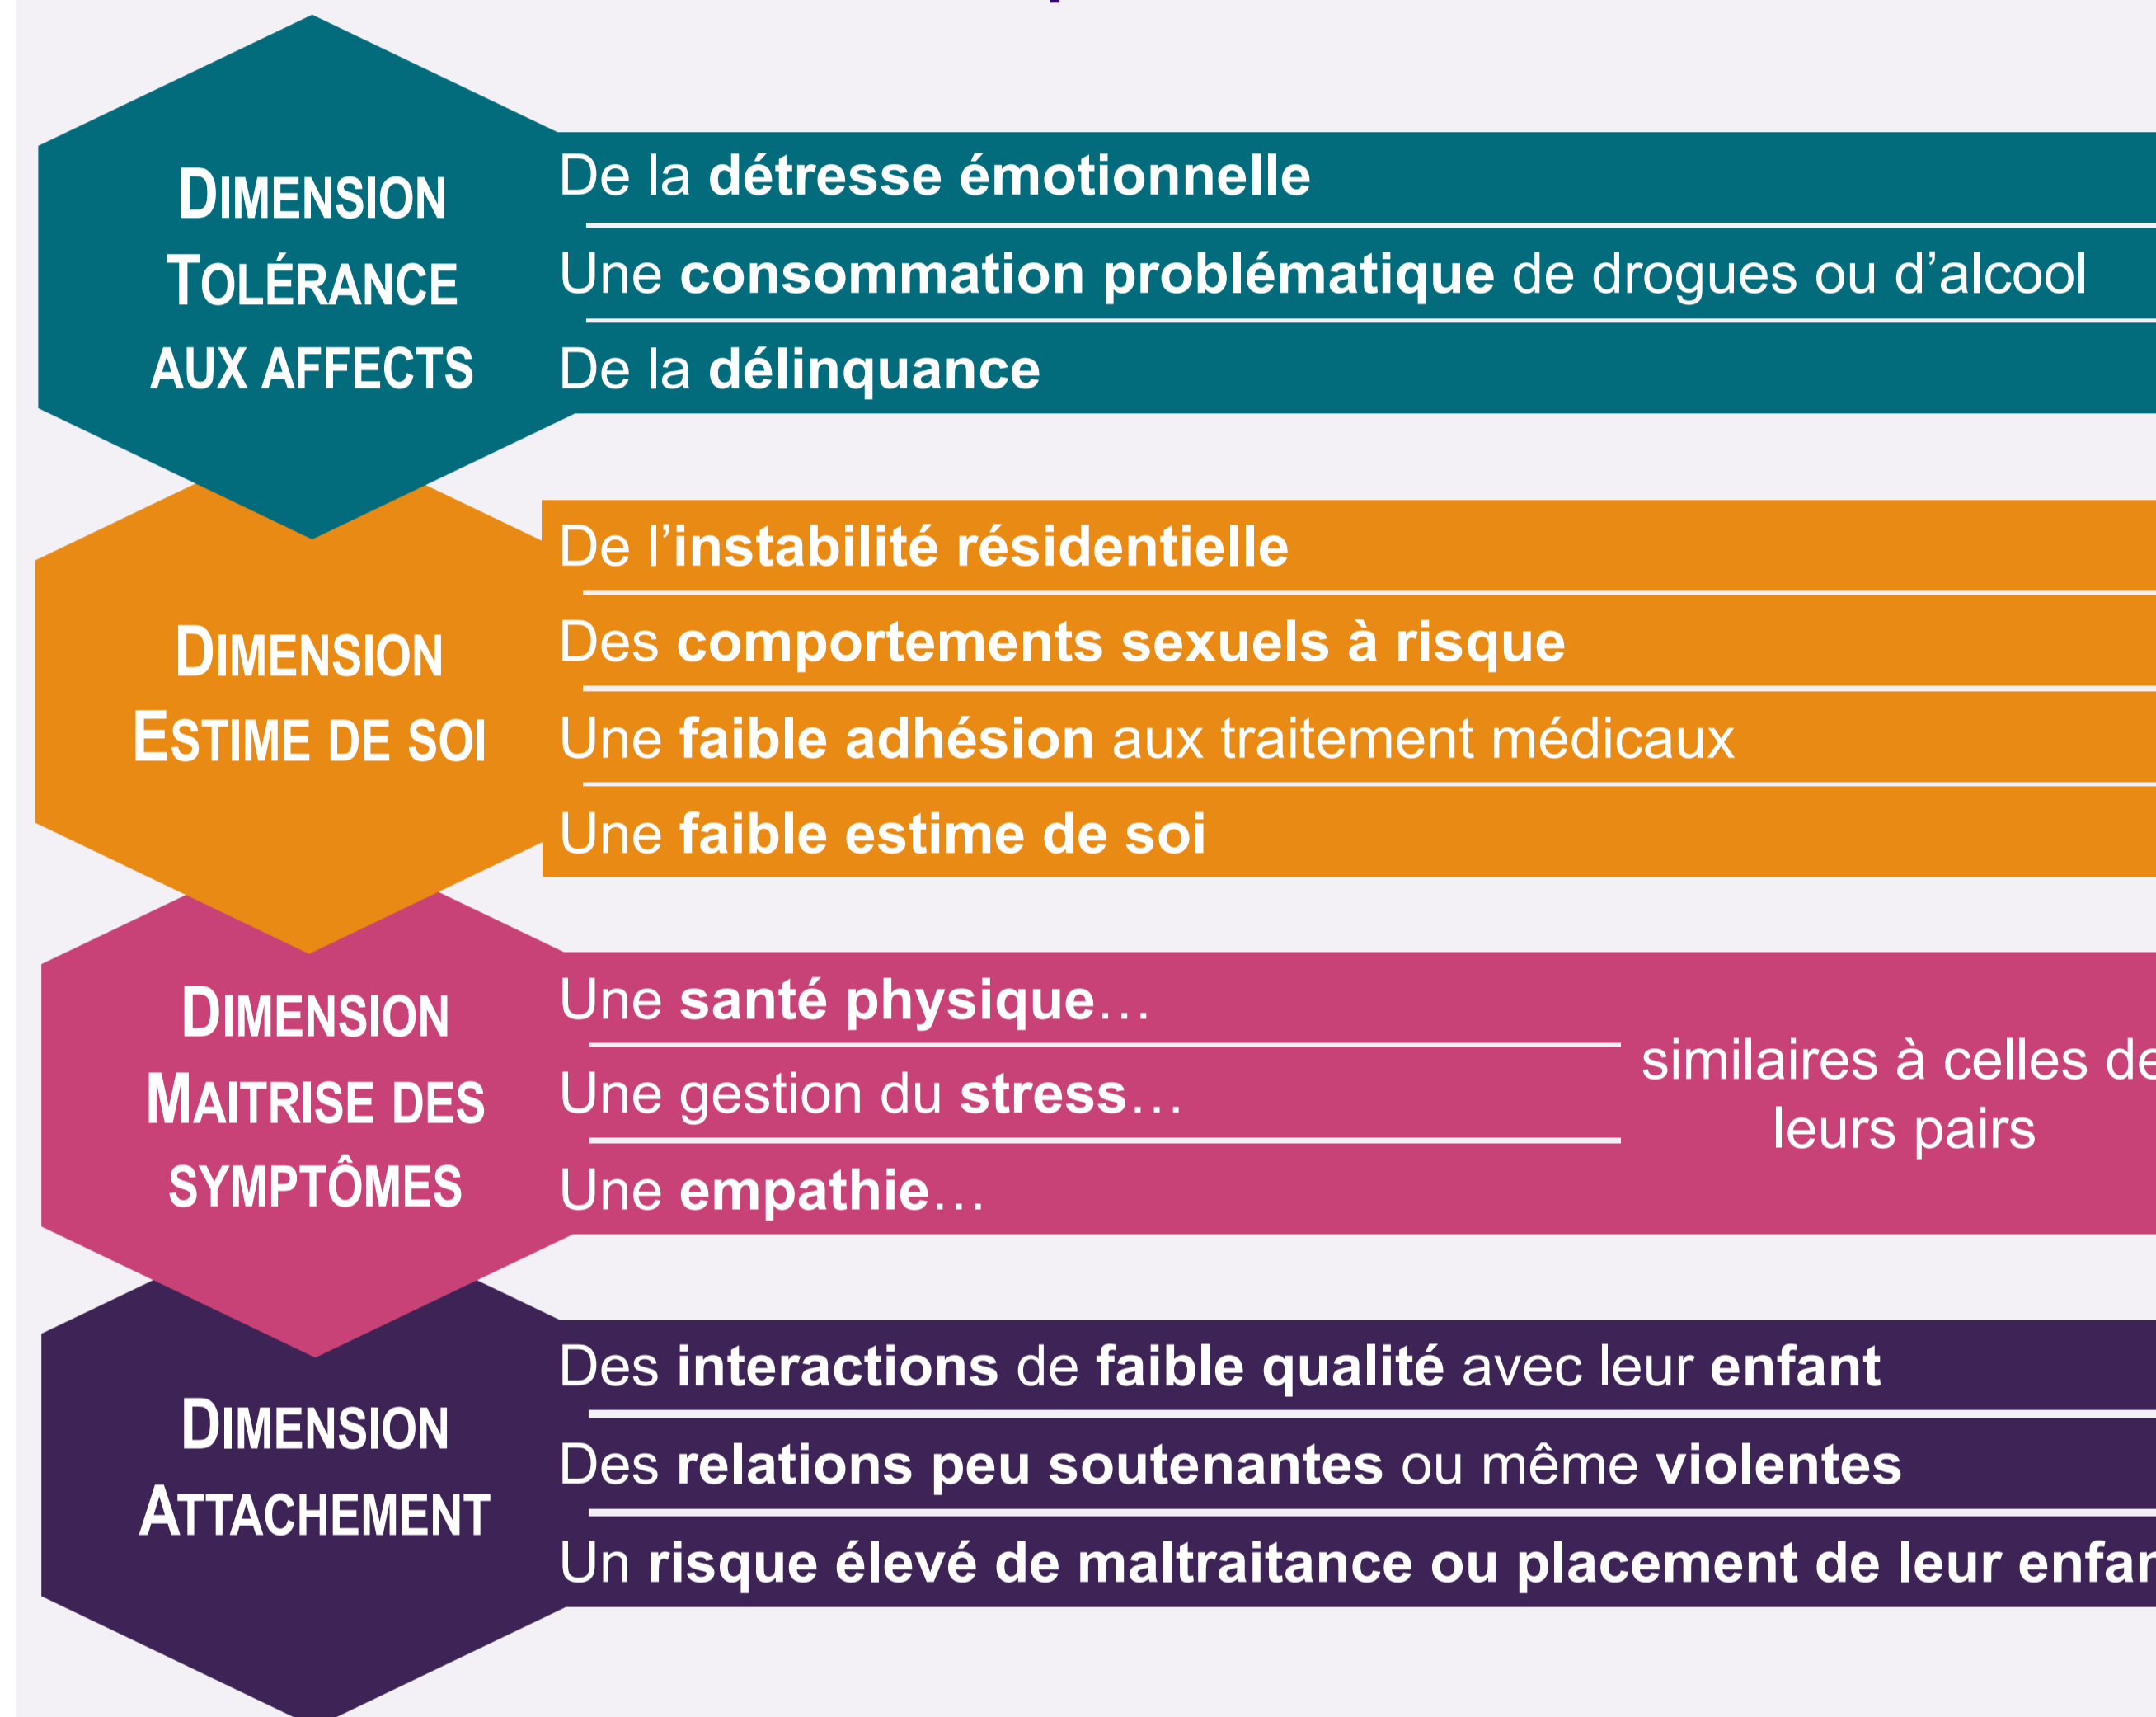 Dimension
Tolérance
aux Affects
De la détresse émotionnelle
Une consommation problématique de drogues ou d’alcool
De la délinquance
Dimension
Estime de soi
De l’instabilité résidentielle
Des comportements sexuels à risque
Une faible adhésion aux traitement médicaux
Une faible estime de soi
Dimension
Maitrise des
symptômes
Une santé physique…
Une gestion du stress…
Une empathie…
similaires à celles de
leurs pairs
Dimension
Attachement
Des interactions de faible qualité avec leur enfant
Des relations peu soutenantes ou même violentes
Un risque élevé de maltraitance ou placement de leur